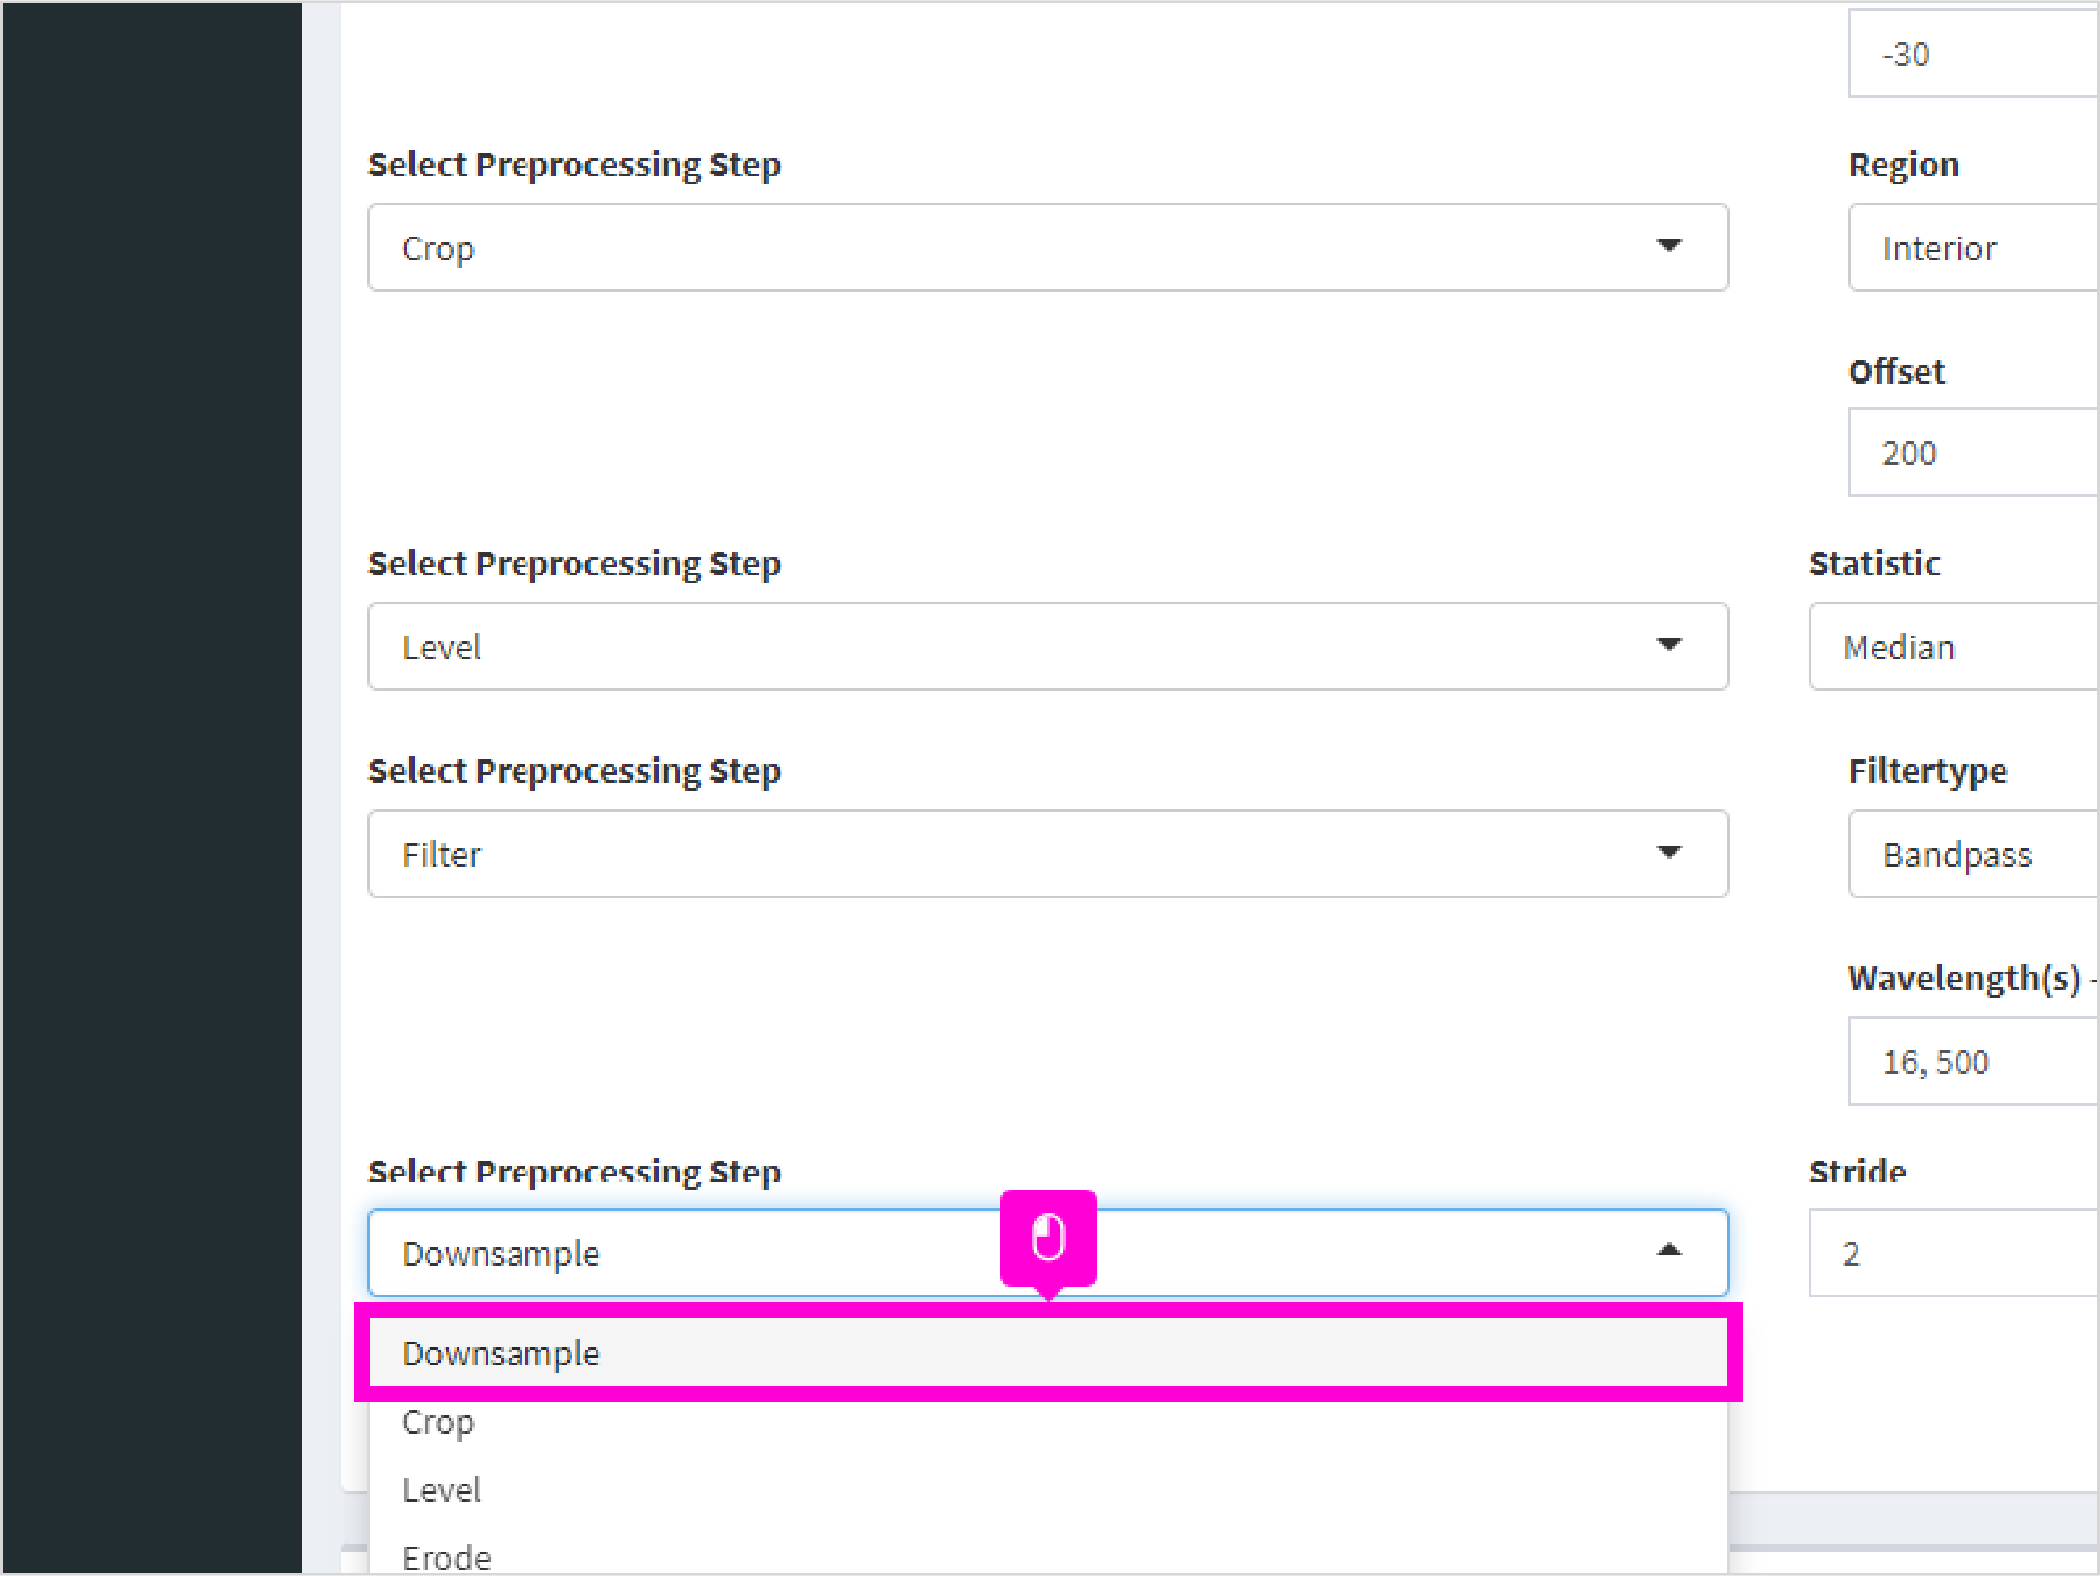 -30
Select Preprocessing Step
Region
Crop
Interior
Offset
200
Select Preprocessing Step
Statistic
Level
Median
Select Preprocessing Step
Filtertype
Filter
Bandpass
Wavelength(s) -
16, 500
Select Preprocessing Step
Stride
Downsample
2
Downsample
Crop
Level
Erode